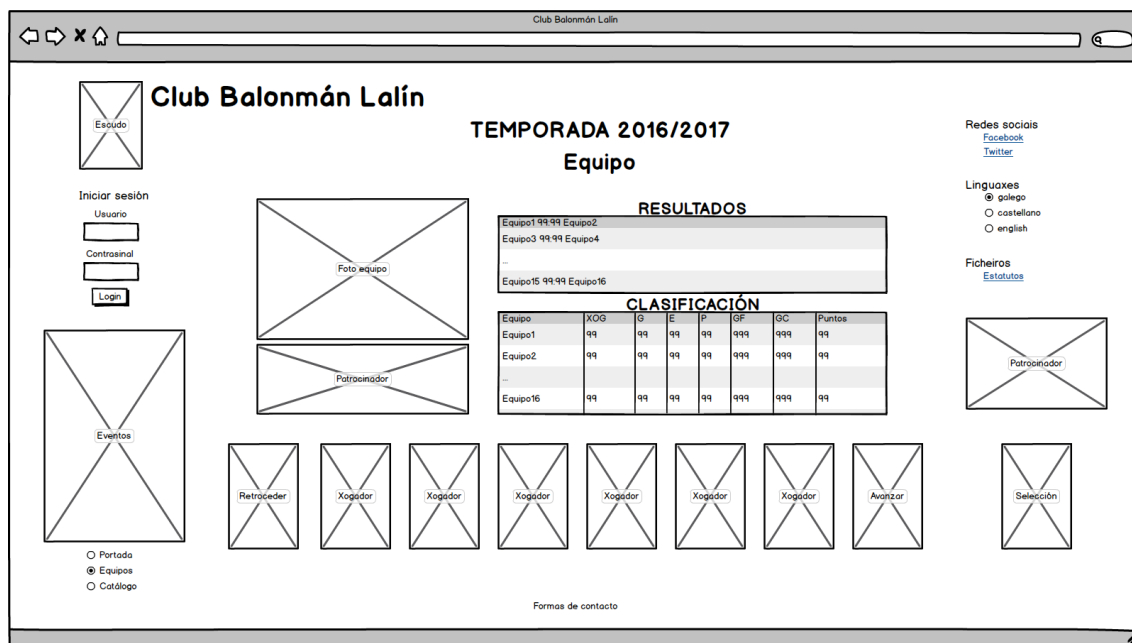 Club Balonmán Lalín
Club Balonmán Lalín
Escudo
TEMPORADA 2016/2017
Equipo
Iniciar sesión
Usuario
Contrasinal
Login
Eventos
Portada
Equipos
Catálogo
Foto equipo
Patrocinador
RESULTADOS
Equipo1 99:99 Equipo2
Equipo3 99:99 Equipo4
...
Equipo15 99:99 Equipo16
CLASIFICACIÓN
Equipo XOG G E P GF GC Puntos
Equipo1 99 99 99 99 999 999 99
Equipo2 99 99 99 99 999 999 99
...
Equipo16 99 99 99 99 999 999 99
Retroceder
Xogador
Xogador
Xogador
Xogador
Xogador
Xogador
Avanzar
Redes sociais
Facebook
Twitter
Linguaxes
galego
castellano
english
Ficheiros
Estatutos
Patrocinador
Selección
Formas de contacto